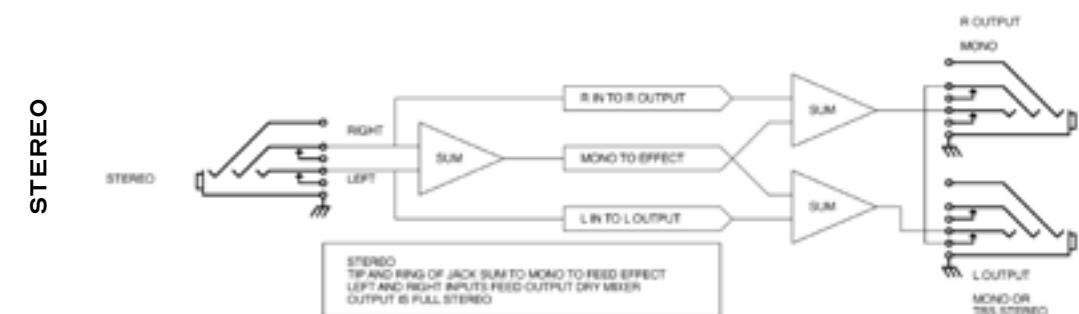 STEREO
R OUTPUT
MONO
R IN TO R OUTPUT
SUM
RIGHT
SUM
MONO TO EFFECT
STEREO
LEFT
SUM
L IN TO L OUTPUT
STEREO
TIP AND RING OF JACK SUM TO MONO TO FEED EFFECT
LEFT AND RIGHT INPUTS FEED OUTPUT DRY MIXER
OUTPUT IS FULL STEREO
L OUTPUT
MONO OR
TRS STEREO